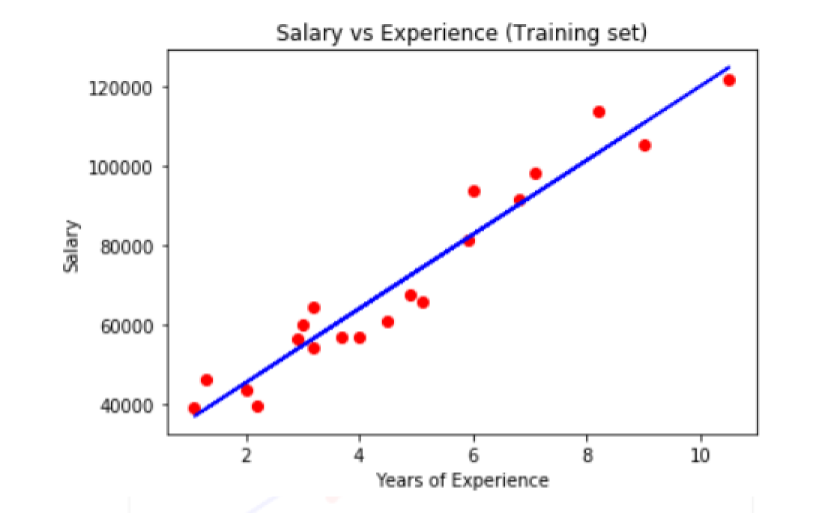 Salary vs Experience (Training set)
120000
100000
80000
60000
40000
Salary
2 4 6 8 10
Years of Experience